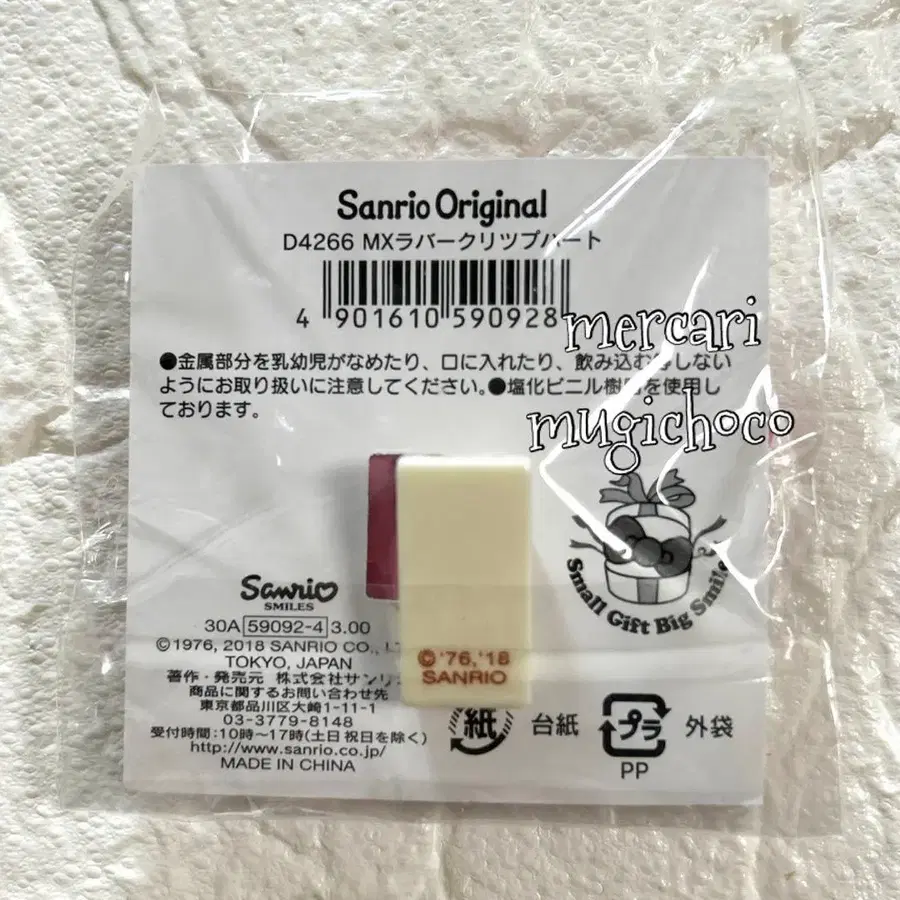 Sanrio Original
D4266 MXラバークリツプハート
4 901610 590928
mercari
●金属部分を乳幼児がなめたり、口に入れたり、飲み込む等しない
ようにお取り扱いに注意してください。●塩化ビニル樹脂を使用し
ております。
mugichoco
Small Gift Big Smile
Sanrio
SMILES
30A 59092-4 3.00
©1976, 2018 SANRIO CO.,
TOKYO, JAPAN
著作・発売元 株式会社サンリ
商品に関するお問い合わせ先
東京都品川区大崎1-11-1
03-3779-8148
受付時間:10時〜17時(土日祝日を除く)
http://www.sanrio.co.jp/
MADE IN CHINA
©'76,'18
SANRIO
紙 台紙
プラ 外袋
PP